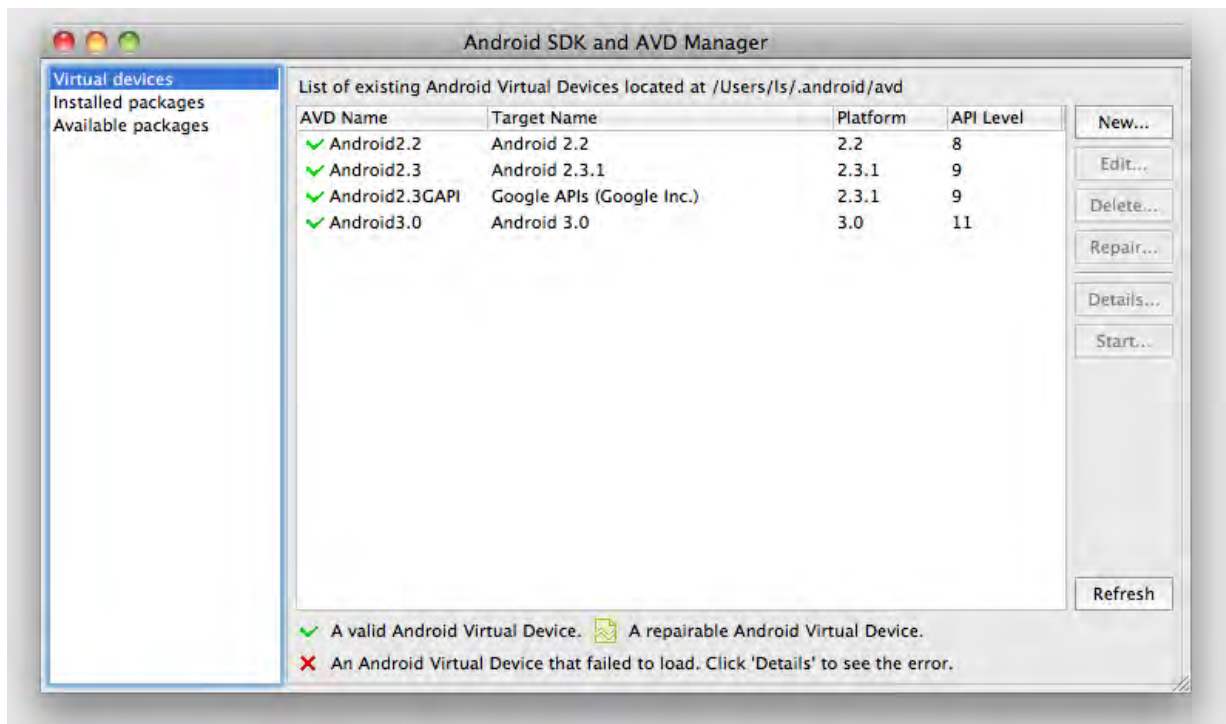 Android SDK and AVD Manager
Virtual devices
Installed packages
Available packages
List of existing Android Virtual Devices located at /Users/ls/.android/avd
AVD Name Target Name Platform API Level
Android2.2 Android 2.2 2.2 8
Android2.3 Android 2.3.1 2.3.1 9
Android2.3GAPI Google APIs (Google Inc.) 2.3.1 9
Android3.0 Android 3.0 3.0 11
New...
Edit...
Delete...
Repair...
Details...
Start...
Refresh
A valid Android Virtual Device. A repairable Android Virtual Device.
An Android Virtual Device that failed to load. Click 'Details' to see the error.